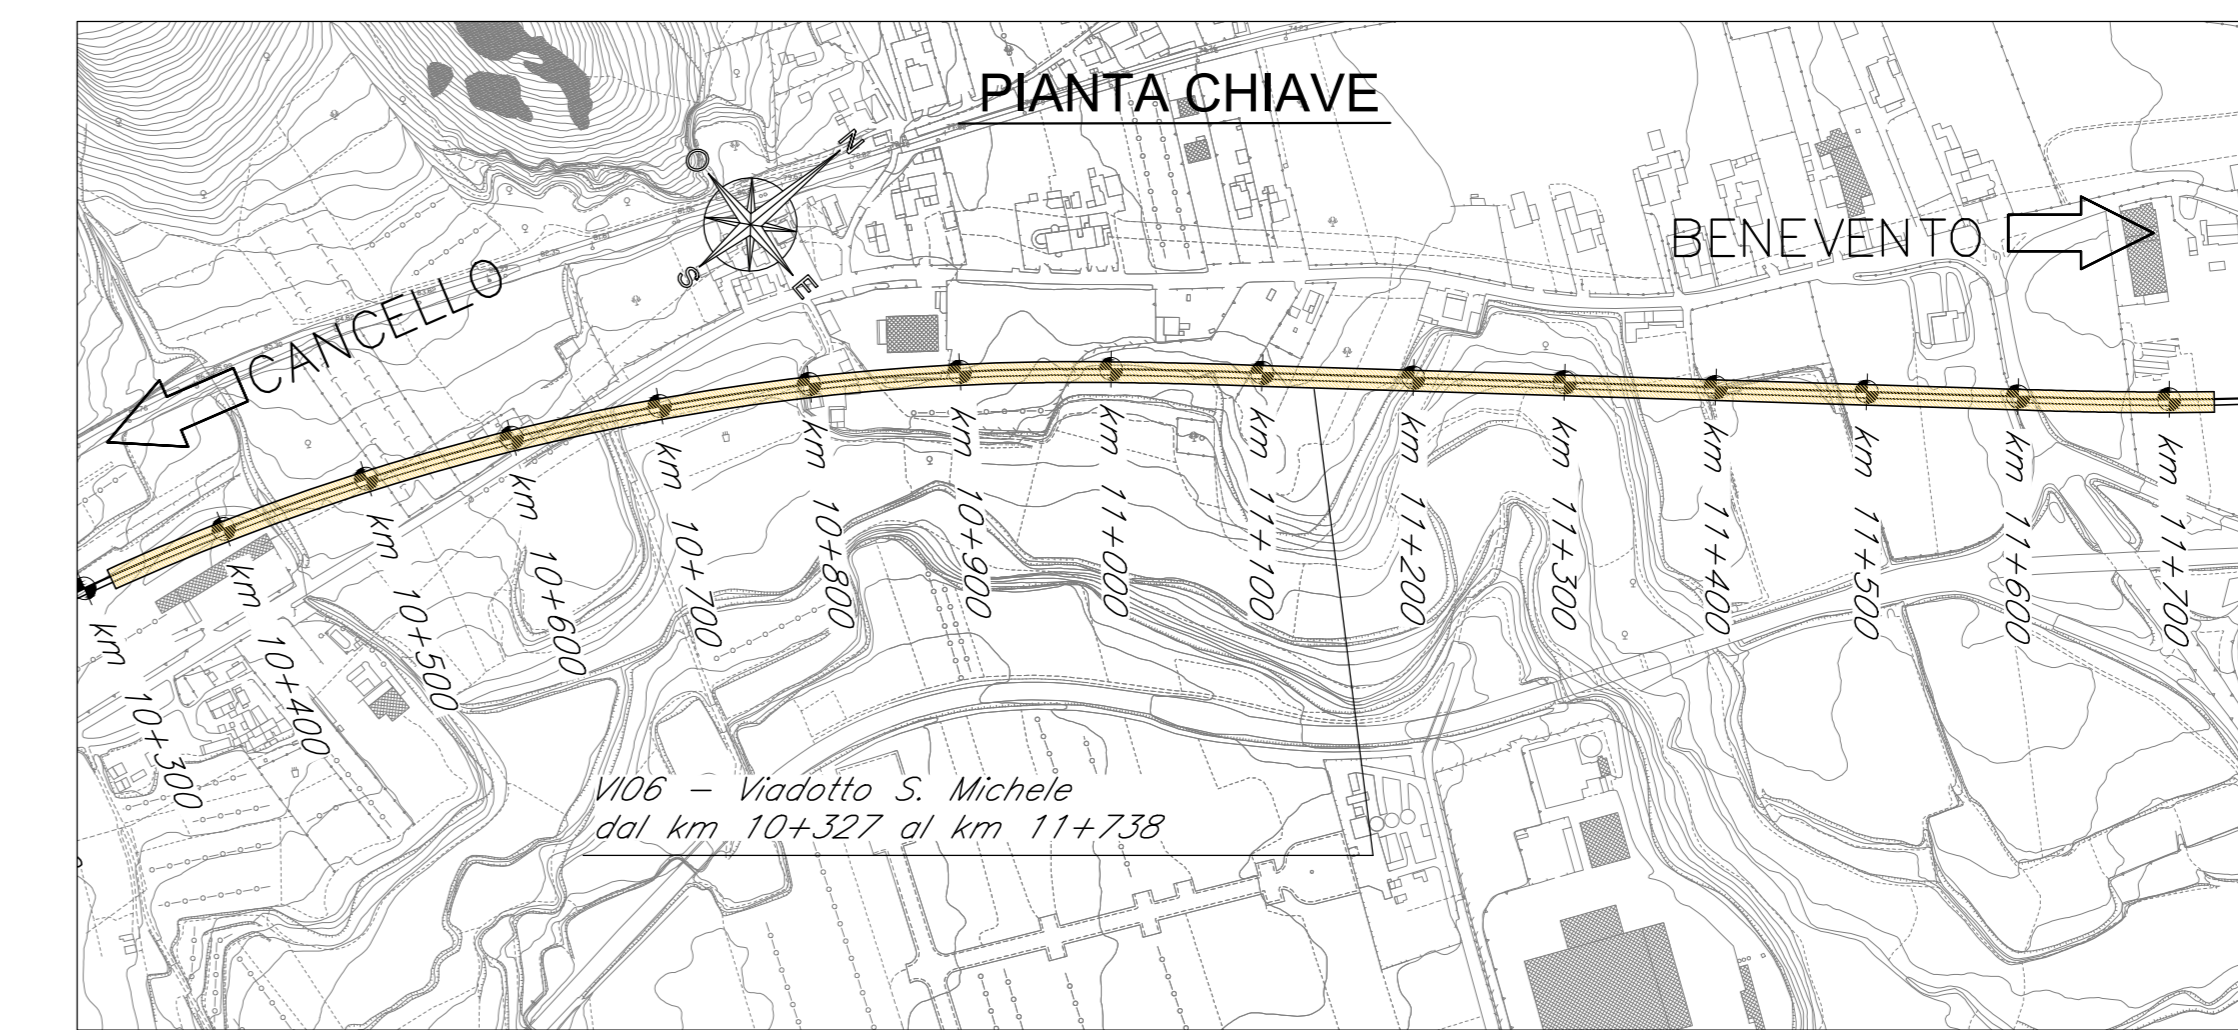 PIANTA CHIAVE
O
N
S
E
CANCELLO
BENEVENTO
km 10+300
km 10+400
km 10+500
km 10+600
km 10+700
km 10+800
km 10+900
km 11+000
km 11+100
km 11+200
km 11+300
km 11+400
km 11+500
km 11+600
km 11+700
VI06 - Viadotto S. Michele
dal km 10+327 al km 11+738